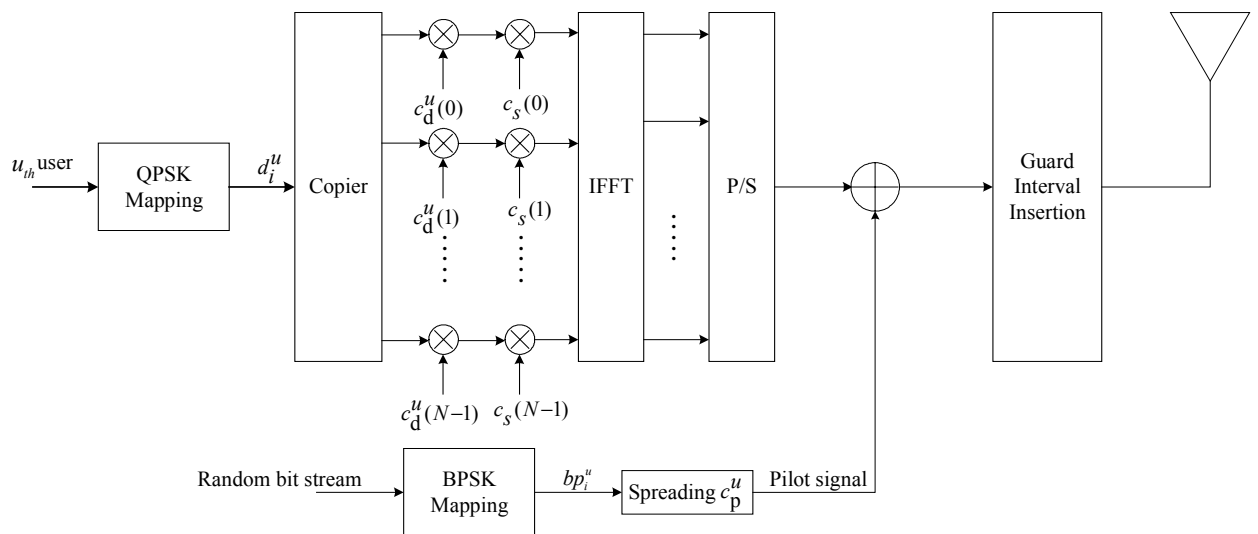 u_th user
QPSK
Mapping
d_i^u
Copier
c_d^u(0)
c_s(0)
c_d^u(1)
c_s(1)
c_d^u(N−1)
c_s(N−1)
IFFT
P/S
Guard
Interval
Insertion
Random bit stream
BPSK
Mapping
bp_i^u
Spreading c_p^u
Pilot signal